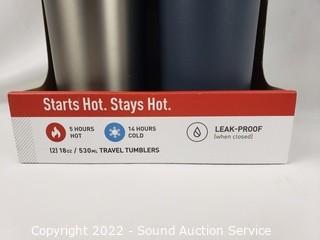 Starts Hot. Stays Hot.
5 HOURS
HOT
14 HOURS
COLD
LEAK-PROOF
(when closed)
(2) 18oz / 530mL TRAVEL TUMBLERS
Copyright 2022 - Sound Auction Service